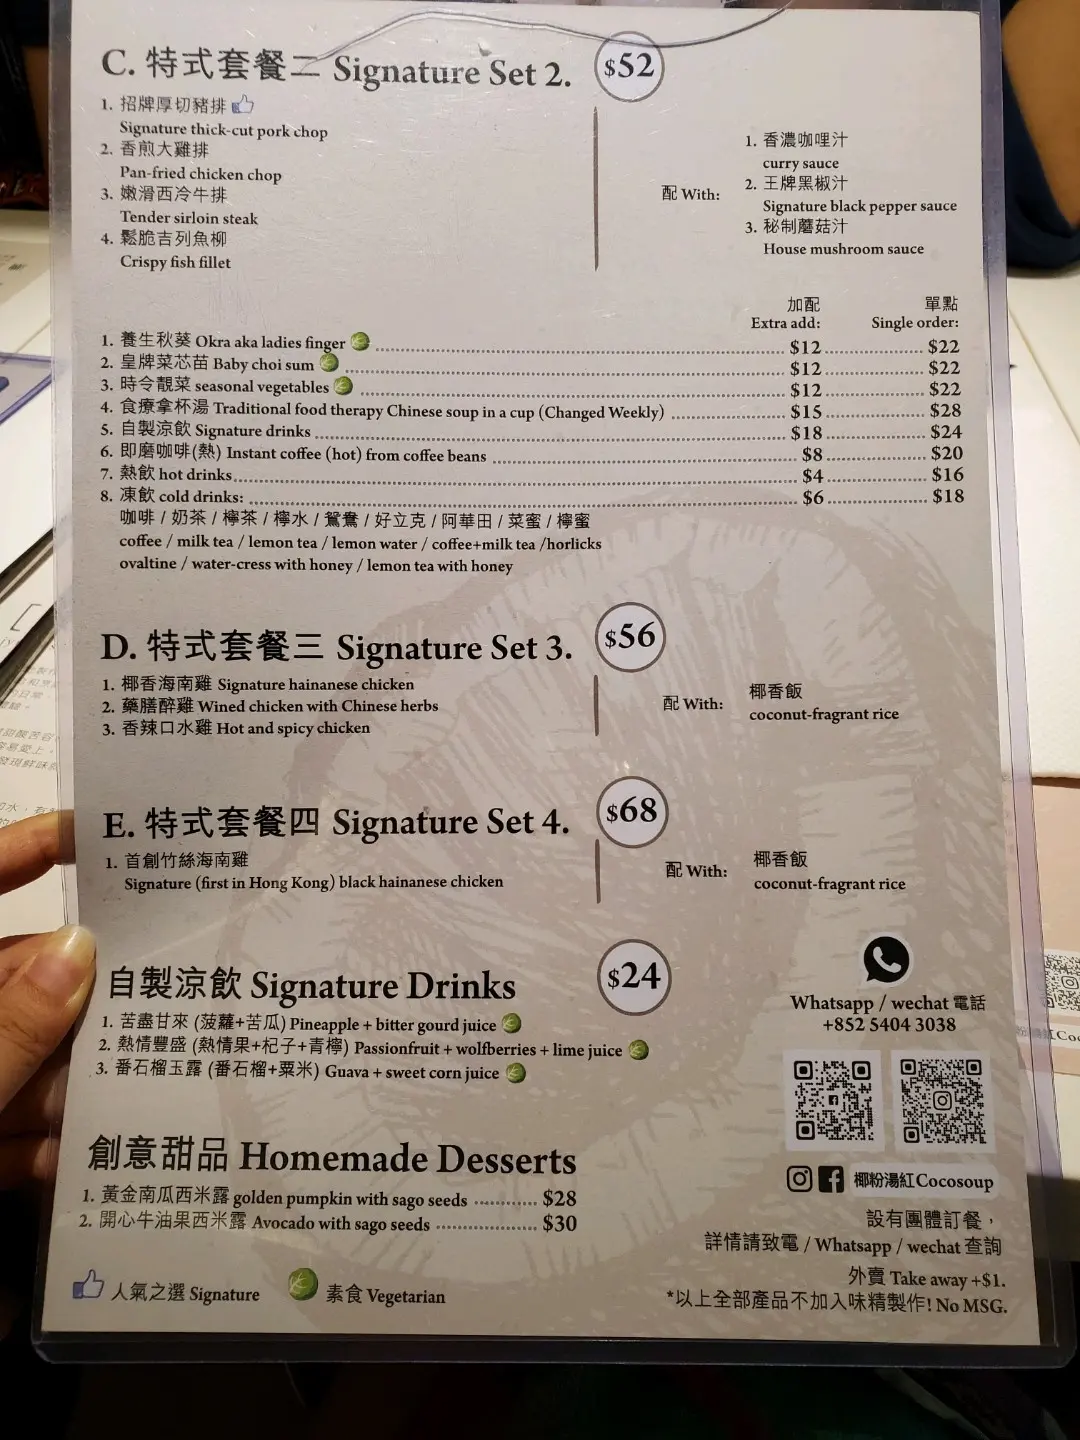 C. 特式套餐二 Signature Set 2. $52
1. 招牌厚切豬排
Signature thick-cut pork chop
2. 香煎大雞排
Pan-fried chicken chop
3. 嫩滑西冷牛排
Tender sirloin steak
4. 鬆脆吉列魚柳
Crispy fish fillet
配 With:
1. 香濃咖哩汁
curry sauce
2. 王牌黑椒汁
Signature black pepper sauce
3. 秘制蘑菇汁
House mushroom sauce
加配 單點
Extra add: Single order:
1. 養生秋葵 Okra aka ladies finger $12 $22
2. 皇牌菜芯苗 Baby choi sum $12 $22
3. 時令靚菜 seasonal vegetables $12 $22
4. 食療拿杯湯 Traditional food therapy Chinese soup in a cup (Changed Weekly) $15 $28
5. 自製涼飲 Signature drinks $18 $24
6. 即磨咖啡(熱) Instant coffee (hot) from coffee beans $8 $20
7. 熱飲 hot drinks $4 $16
8. 凍飲 cold drinks: $6 $18
咖啡 / 奶茶 / 檸茶 / 檸水 / 鴛鴦 / 好立克 / 阿華田 / 菜蜜 / 檸蜜
coffee / milk tea / lemon tea / lemon water / coffee+milk tea /horlicks
ovaltine / water-cress with honey / lemon tea with honey
D. 特式套餐三 Signature Set 3. $56
1. 椰香海南雞 Signature hainanese chicken
2. 藥膳醉雞 Wined chicken with Chinese herbs
3. 香辣口水雞 Hot and spicy chicken
配 With:
椰香飯
coconut-fragrant rice
E. 特式套餐四 Signature Set 4. $68
1. 首創竹絲海南雞
Signature (first in Hong Kong) black hainanese chicken
配 With:
椰香飯
coconut-fragrant rice
自製涼飲 Signature Drinks $24
1. 苦盡甘來 (菠蘿+苦瓜) Pineapple + bitter gourd juice
2. 熱情豐盛 (熱情果+杞子+青檸) Passionfruit + wolfberries + lime juice
3. 番石榴玉露 (番石榴+粟米) Guava + sweet corn juice
Whatsapp / wechat 電話
+852 5404 3038
創意甜品 Homemade Desserts
1. 黃金南瓜西米露 golden pumpkin with sago seeds $28
2. 開心牛油果西米露 Avocado with sago seeds $30
椰粉湯紅Cocosoup
設有團體訂餐，
詳情請致電 / Whatsapp / wechat 查詢
外賣 Take away +$1.
*以上全部產品不加入味精製作! No MSG.
人氣之選 Signature 素食 Vegetarian